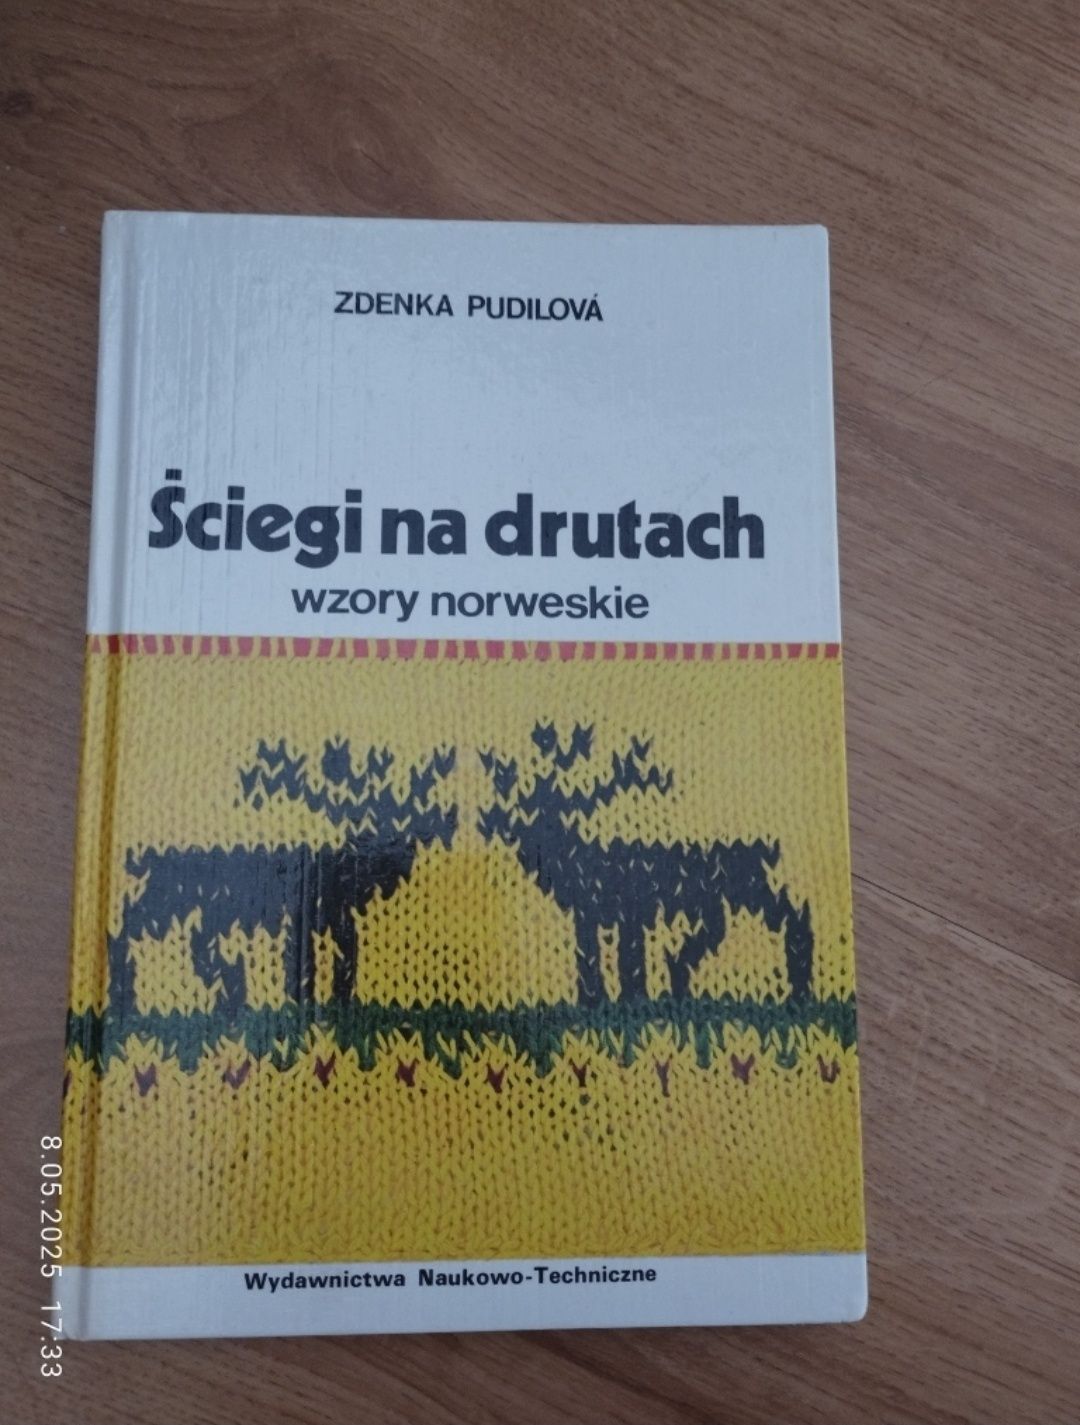 ZDENKA PUDILOVÁ
Ściegi na drutach
wzory norweskie
Wydawnictwa Naukowo-Techniczne
8.05.2025 17:33